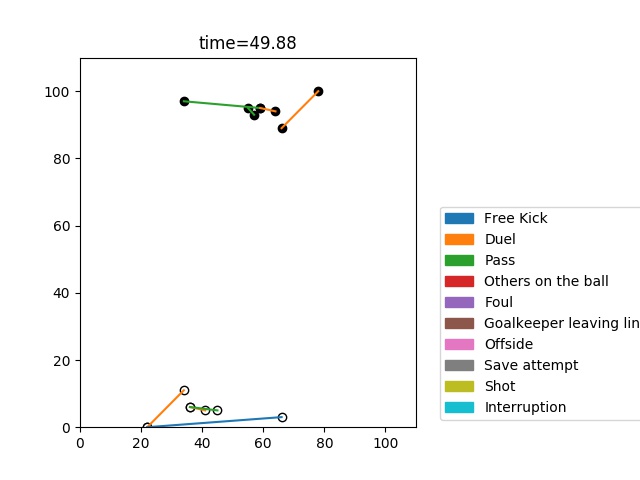 time=49.88
100
80
60
40
20
0
0 20 40 60 80 100
Free Kick
Duel
Pass
Others on the ball
Foul
Goalkeeper leaving lin
Offside
Save attempt
Shot
Interruption